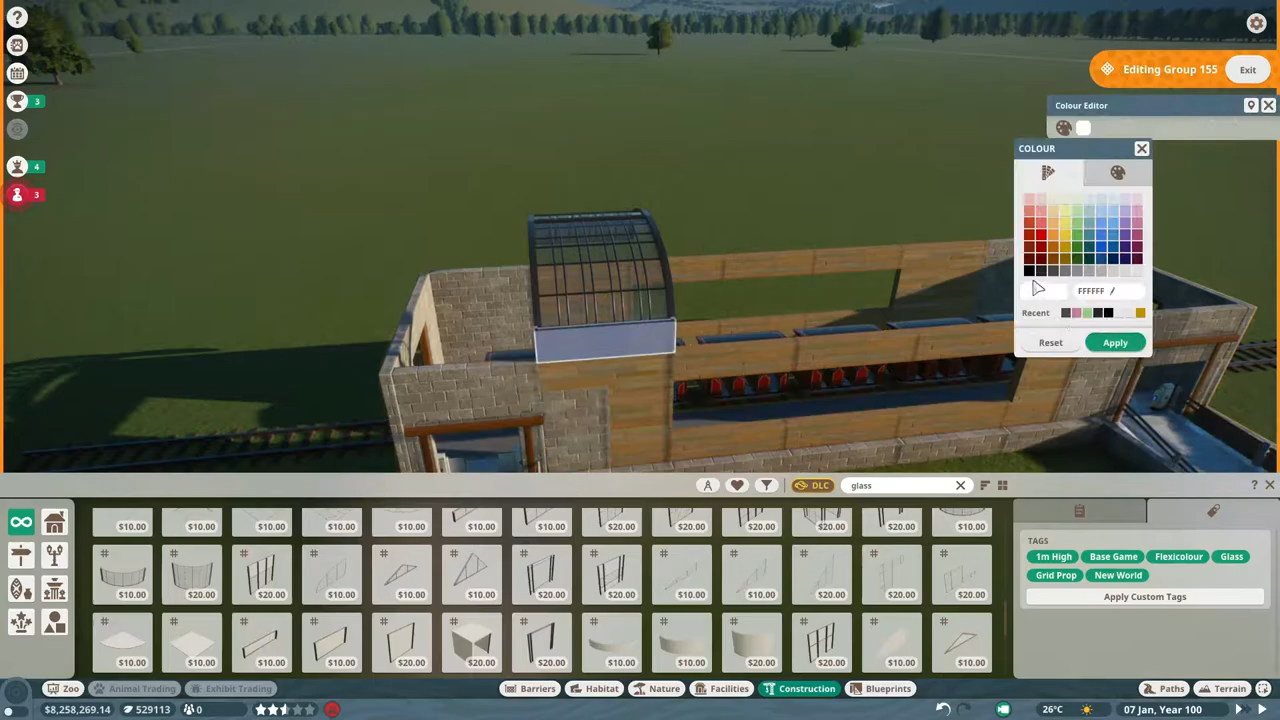 ?
Editing Group 155
Exit
3
Colour Editor
4
COLOUR
3
FFFFFF
Recent
Reset
Apply
DLC
glass
?
$10.00 $10.00 $10.00 $10.00 $10.00 $10.00 $20.00 $20.00 $20.00 $20.00 $20.00 $20.00 $10.00
TAGS
1m High
Base Game
Flexicolour
Glass
Grid Prop
New World
$10.00 $10.00 $20.00 $10.00 $10.00 $10.00 $20.00 $20.00 $10.00 $10.00 $20.00 $20.00 $20.00
Apply Custom Tags
$10.00 $10.00 $10.00 $10.00 $20.00 $20.00 $20.00 $10.00 $10.00 $20.00 $20.00 $10.00 $10.00
Zoo
Animal Trading
Exhibit Trading
Barriers
Habitat
Nature
Facilities
Construction
Blueprints
Paths
Terrain
$8,258,269.14
529113
0
26°C
07 Jan, Year 100